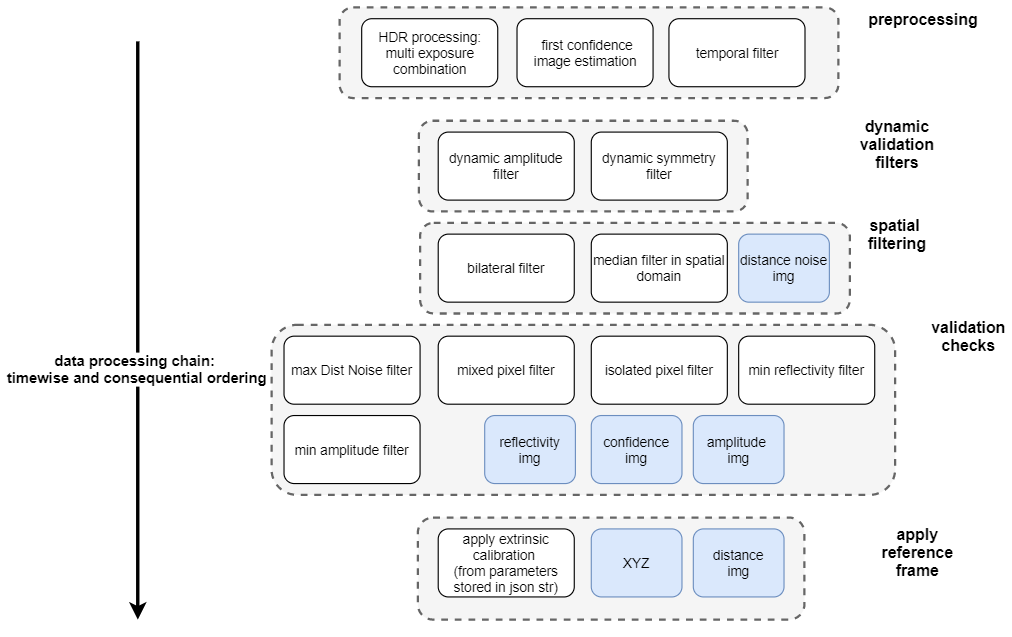 preprocessing
HDR processing:
multi exposure
combination
first confidence
image estimation
temporal filter
dynamic
validation
filters
dynamic amplitude
filter
dynamic symmetry
filter
spatial
filtering
bilateral filter
median filter in spatial
domain
distance noise
img
validation
checks
data processing chain:
timewise and consequential ordering
max Dist Noise filter
mixed pixel filter
isolated pixel filter
min reflectivity filter
min amplitude filter
reflectivity
img
confidence
img
amplitude
img
apply
reference
frame
apply extrinsic
calibration
(from parameters
stored in json str)
XYZ
distance
img